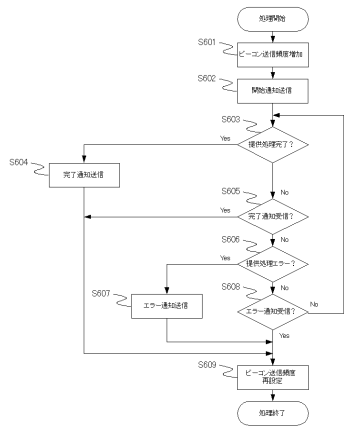 処理開始
S601
ビーコン送信頻度増加
S602
開始通知送信
S603
提供処理完了？
Yes
S604
完了通知送信
No
S605
完了通知受信？
Yes
No
S606
提供処理エラー？
Yes
No
S607
エラー通知送信
S608
エラー通知受信？
No
Yes
S609
ビーコン送信頻度
再設定
処理終了